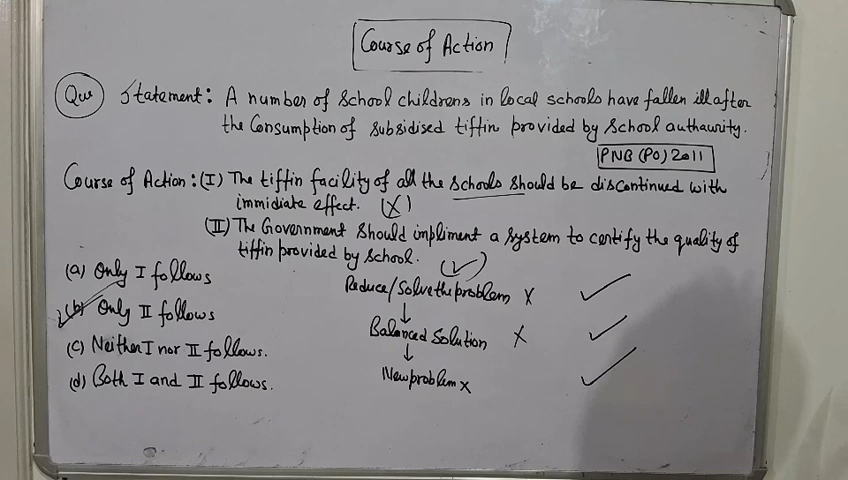 Course of Action
Que Statement: A number of School childrens in local schools have fallen ill after
the Consumption of subsidised tiffin provided by School authaurity.
PNB (PO) 2011
Course of Action: (I) The tiffin facility of all the schools should be discontinued with
immidiate effect. (X)
(II) The Government should impliment a system to certify the quality of
tiffin provided by school. (✓)
(a) Only I follows
(b) Only II follows
(c) Neither I nor II follows.
(d) Both I and II follows.
Reduce/Solve the problem X ✓
↓
Balanced Solution X ✓
↓
New problem X ✓